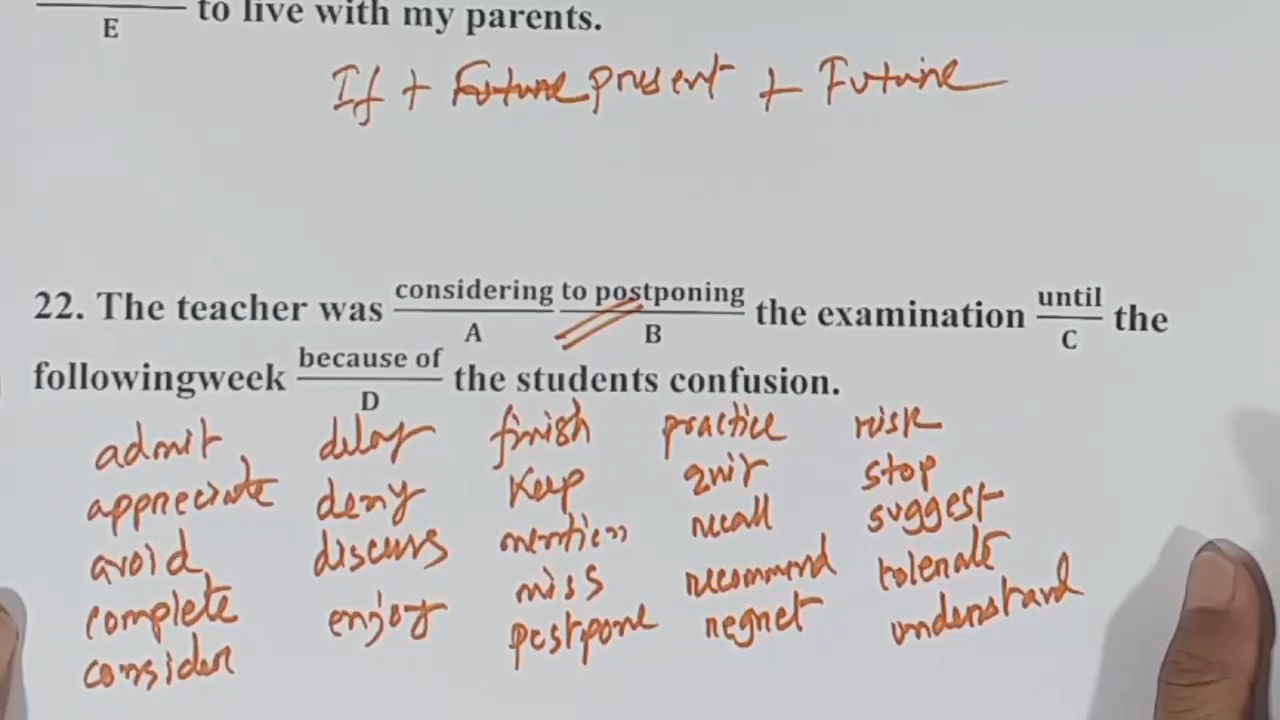 to live with my parents.
E
If + Future present + Future
22. The teacher was considering to postponing the examination until the
A B C
followingweek because of the students confusion.
D
admit delay finish practice risk
appreciate deny keep quit stop
avoid discuss mention recall suggest
complete enjoy miss recommend tolerate
consider postpone regret understand